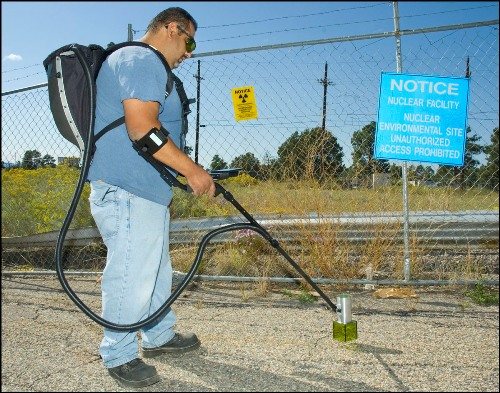 NOTICE
NUCLEAR FACILITY
NUCLEAR
ENVIRONMENTAL SITE
UNAUTHORIZED
ACCESS PROHIBITED
NOTICE